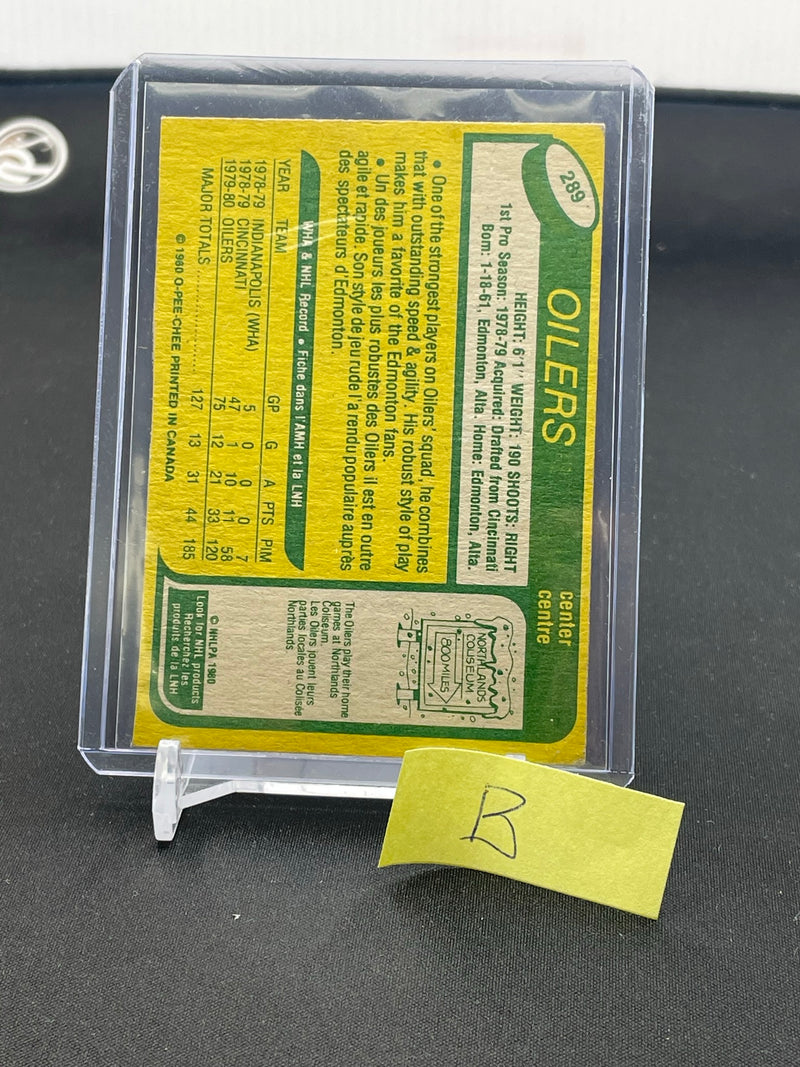 289
OILERS
center
centre
HEIGHT: 6'1" WEIGHT: 190 SHOOTS: RIGHT
1st Pro Season: 1978-79 Acquired: Drafted from Cincinnati
Born: 1-18-61, Edmonton, Alta. Home: Edmonton, Alta.
• One of the strongest players on Oilers' squad, he combines
that with outstanding speed & agility. His robust style of play
makes him a favorite of the Edmonton fans.
• Un des joueurs les plus robustes des Oilers il est en outre
agile et rapide. Son style de jeu rude l'a rendu populaire auprès
des spectateurs d'Edmonton.
WHA & NHL Record • Fiche dans l'AMH et la LNH
YEAR TEAM GP G A PTS PIM
1978-79 INDIANAPOLIS (WHA) 5 0 0 0 7
1978-79 CINCINNATI 47 1 10 11 58
1979-80 OILERS 75 12 21 33 120
MAJOR TOTALS ................ 127 13 31 44 185
© 1980 O-PEE-CHEE PRINTED IN CANADA
NORTHLANDS
COLISEUM
800 MILES
The Oilers play their home
games at Northlands
Coliseum.
Les Oilers jouent leurs
parties locales au Colisée
Northlands
© NHLPA 1980
Look for NHL products
Recherchez les
produits de la LNH
B